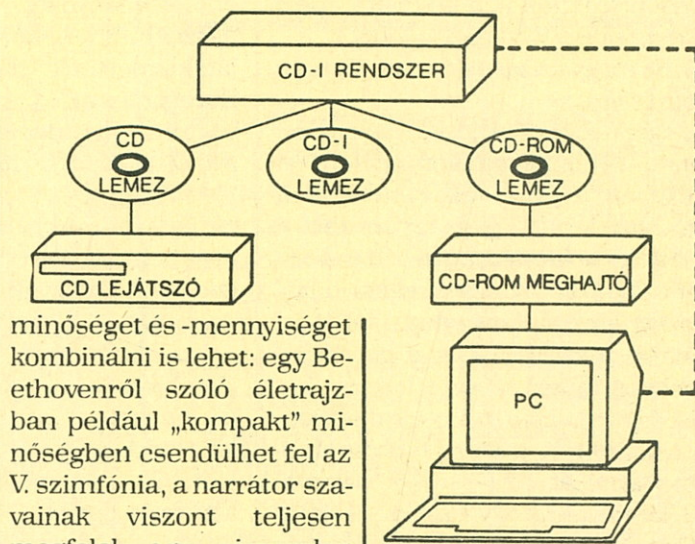 CD-I RENDSZER
CD
LEMEZ
CD-I
LEMEZ
CD-ROM
LEMEZ
CD LEJÁTSZÓ
CD-ROM MEGHAJTÓ
PC
minőséget és -mennyiséget
kombinálni is lehet: egy Be-
ethovenről szóló életrajz-
ban például „kompakt” mi-
nőségben csendülhet fel az
V. szimfónia, a narrátor sza-
vainak viszont teljesen